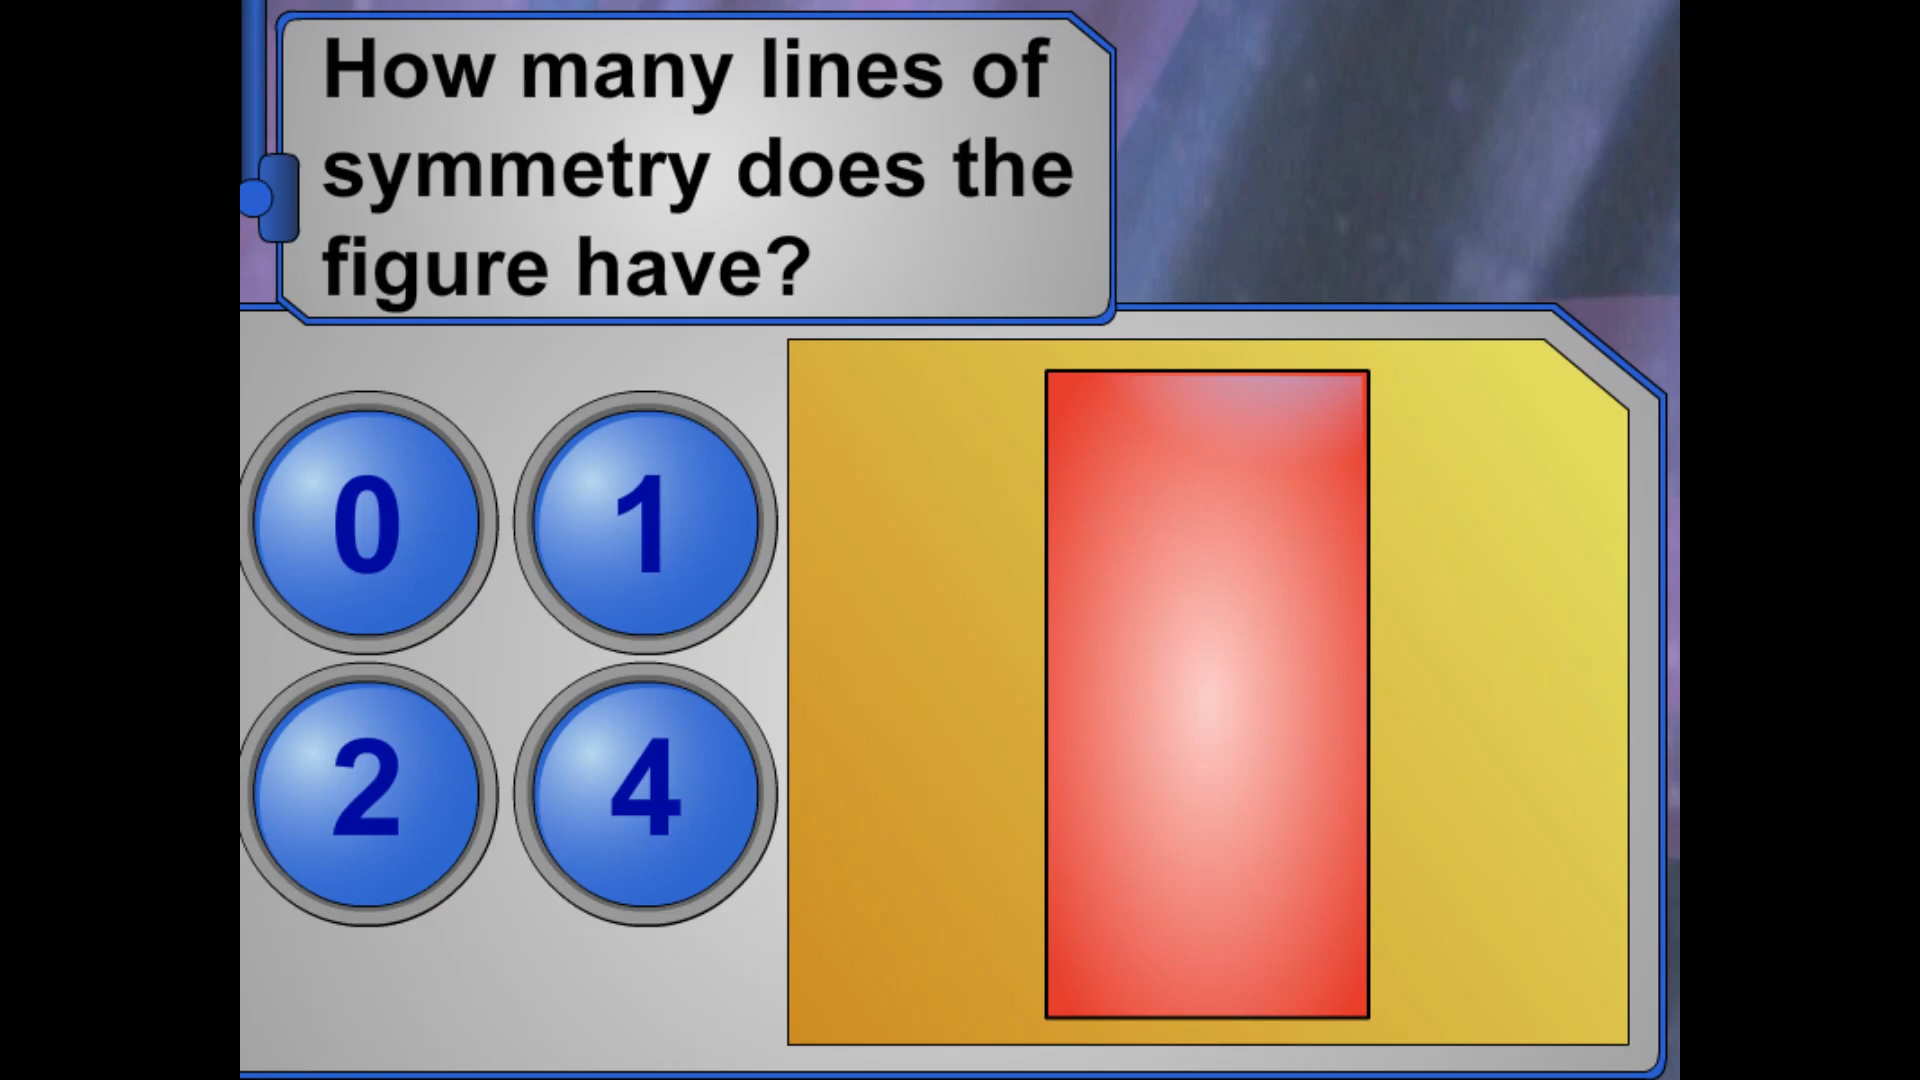 How many lines of
symmetry does the
figure have?
0 1
2 4